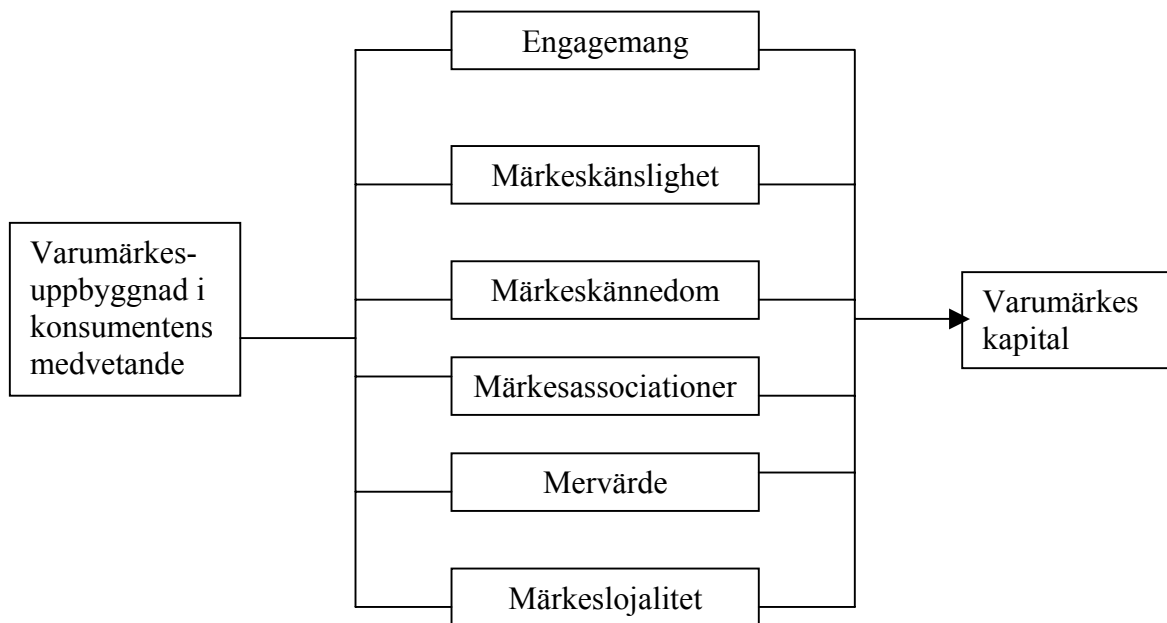 Engagemang
Märkeskänslighet
Varumärkes-
uppbyggnad i
konsumentens
medvetande
Märkeskännedom
Märkesassociationer
Mervärde
Märkeslojalitet
Varumärkes
kapital